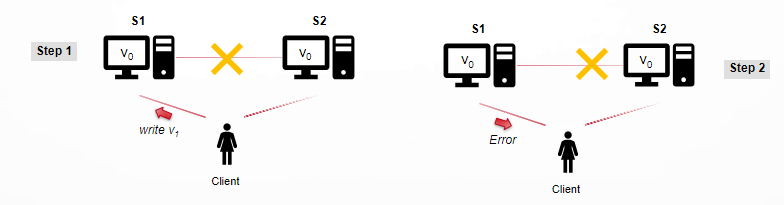 S1
S2
Step 1
V0
V0
write v1
Client
S1
S2
V0
V0
Step 2
Error
Client